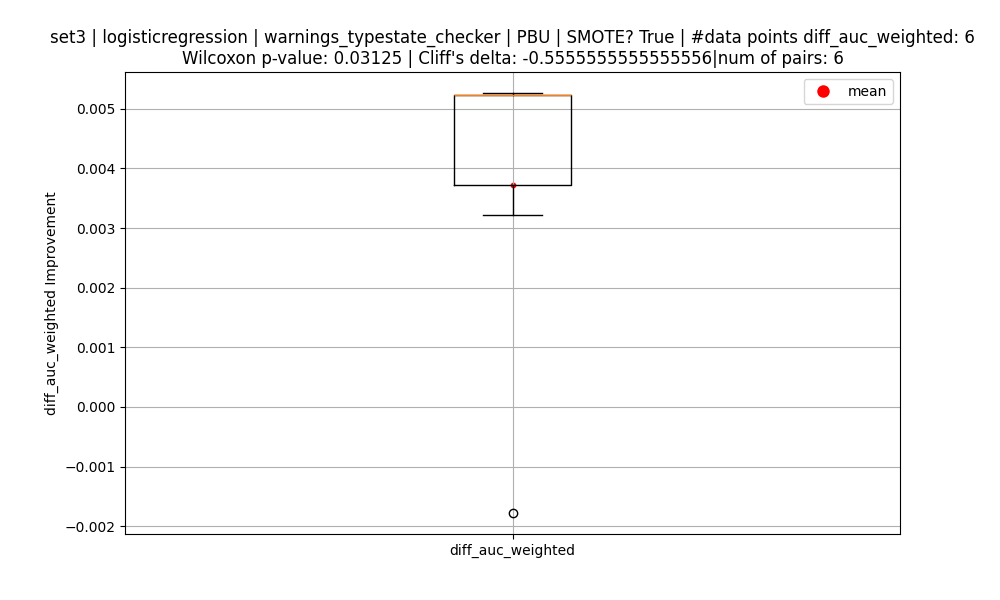 set3 | logisticregression | warnings_typestate_checker | PBU | SMOTE? True | #data points diff_auc_weighted: 6
Wilcoxon p-value: 0.03125 | Cliff's delta: -0.5555555555555556|num of pairs: 6
mean
0.005
0.004
0.003
0.002
0.001
0.000
−0.001
−0.002
diff_auc_weighted Improvement
diff_auc_weighted